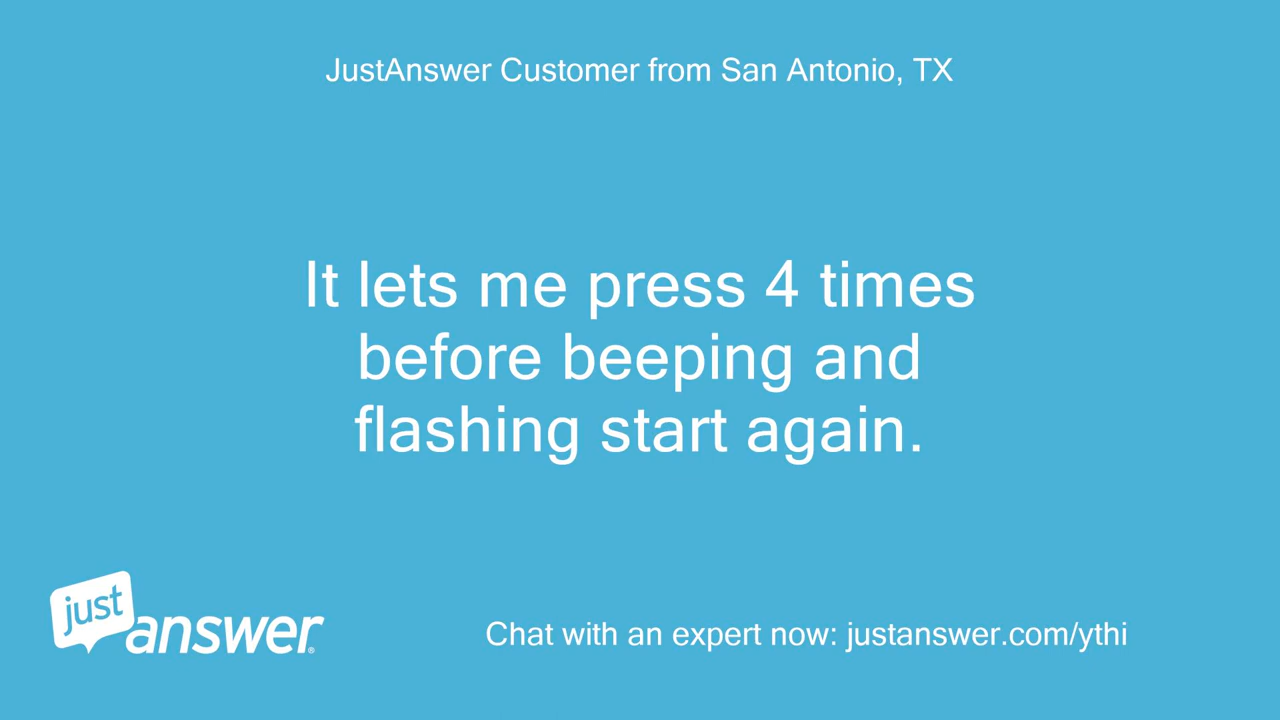 JustAnswer Customer from San Antonio, TX
It lets me press 4 times
before beeping and
flashing start again.
just
answer®
Chat with an expert now: justanswer.com/ythi